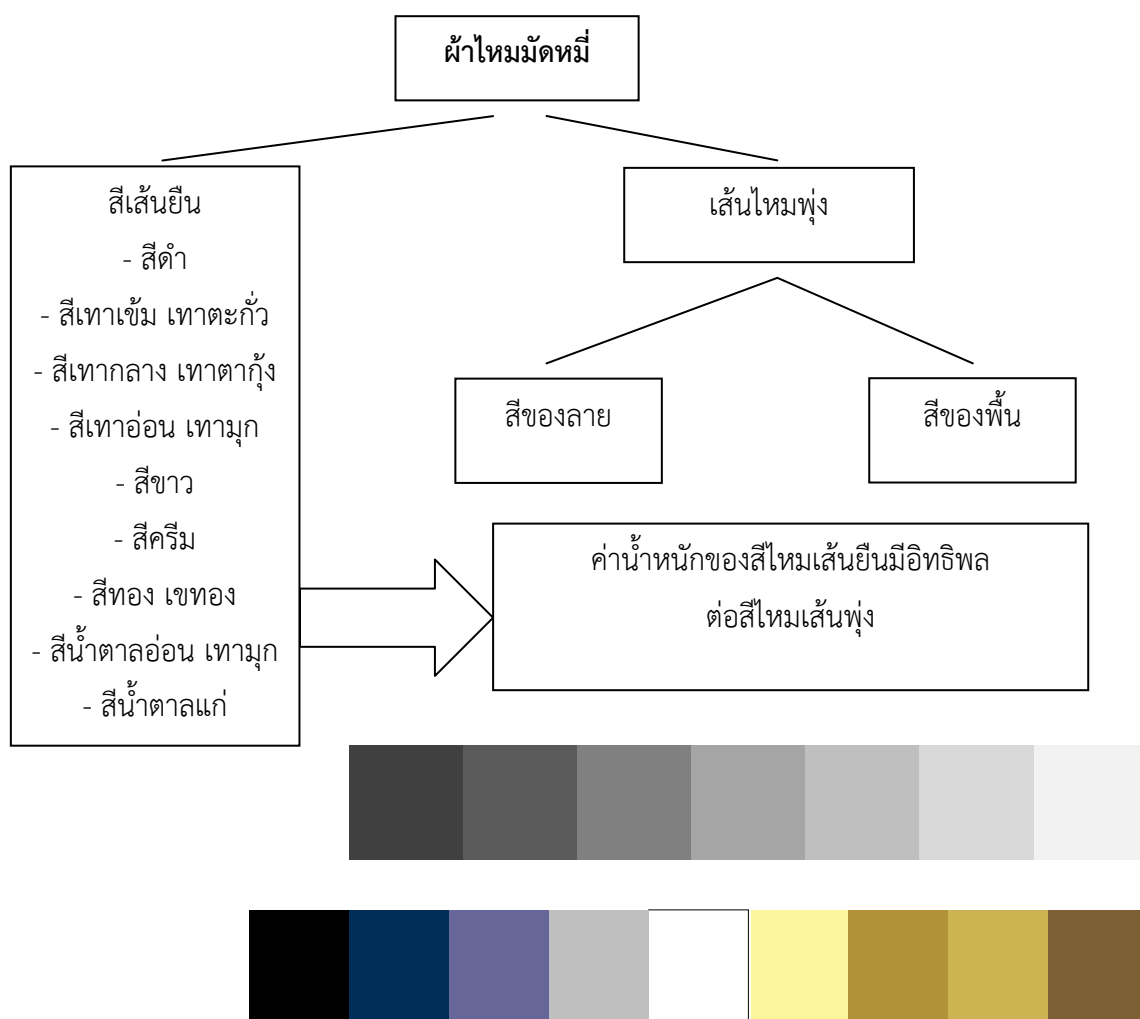 ผ้าไหมมัดหมี่
สีเส้นยืน
- สีดำ
- สีเทาเข้ม เทาตะกั่ว
- สีเทากลาง เทาตากุ้ง
- สีเทาอ่อน เทามุก
- สีขาว
- สีครีม
- สีทอง เขทอง
- สีน้ำตาลอ่อน เทามุก
- สีน้ำตาลแก่
เส้นไหมพุ่ง
สีของลาย
สีของพื้น
ค่าน้ำหนักของสีไหมเส้นยืนมีอิทธิพล
ต่อสีไหมเส้นพุ่ง